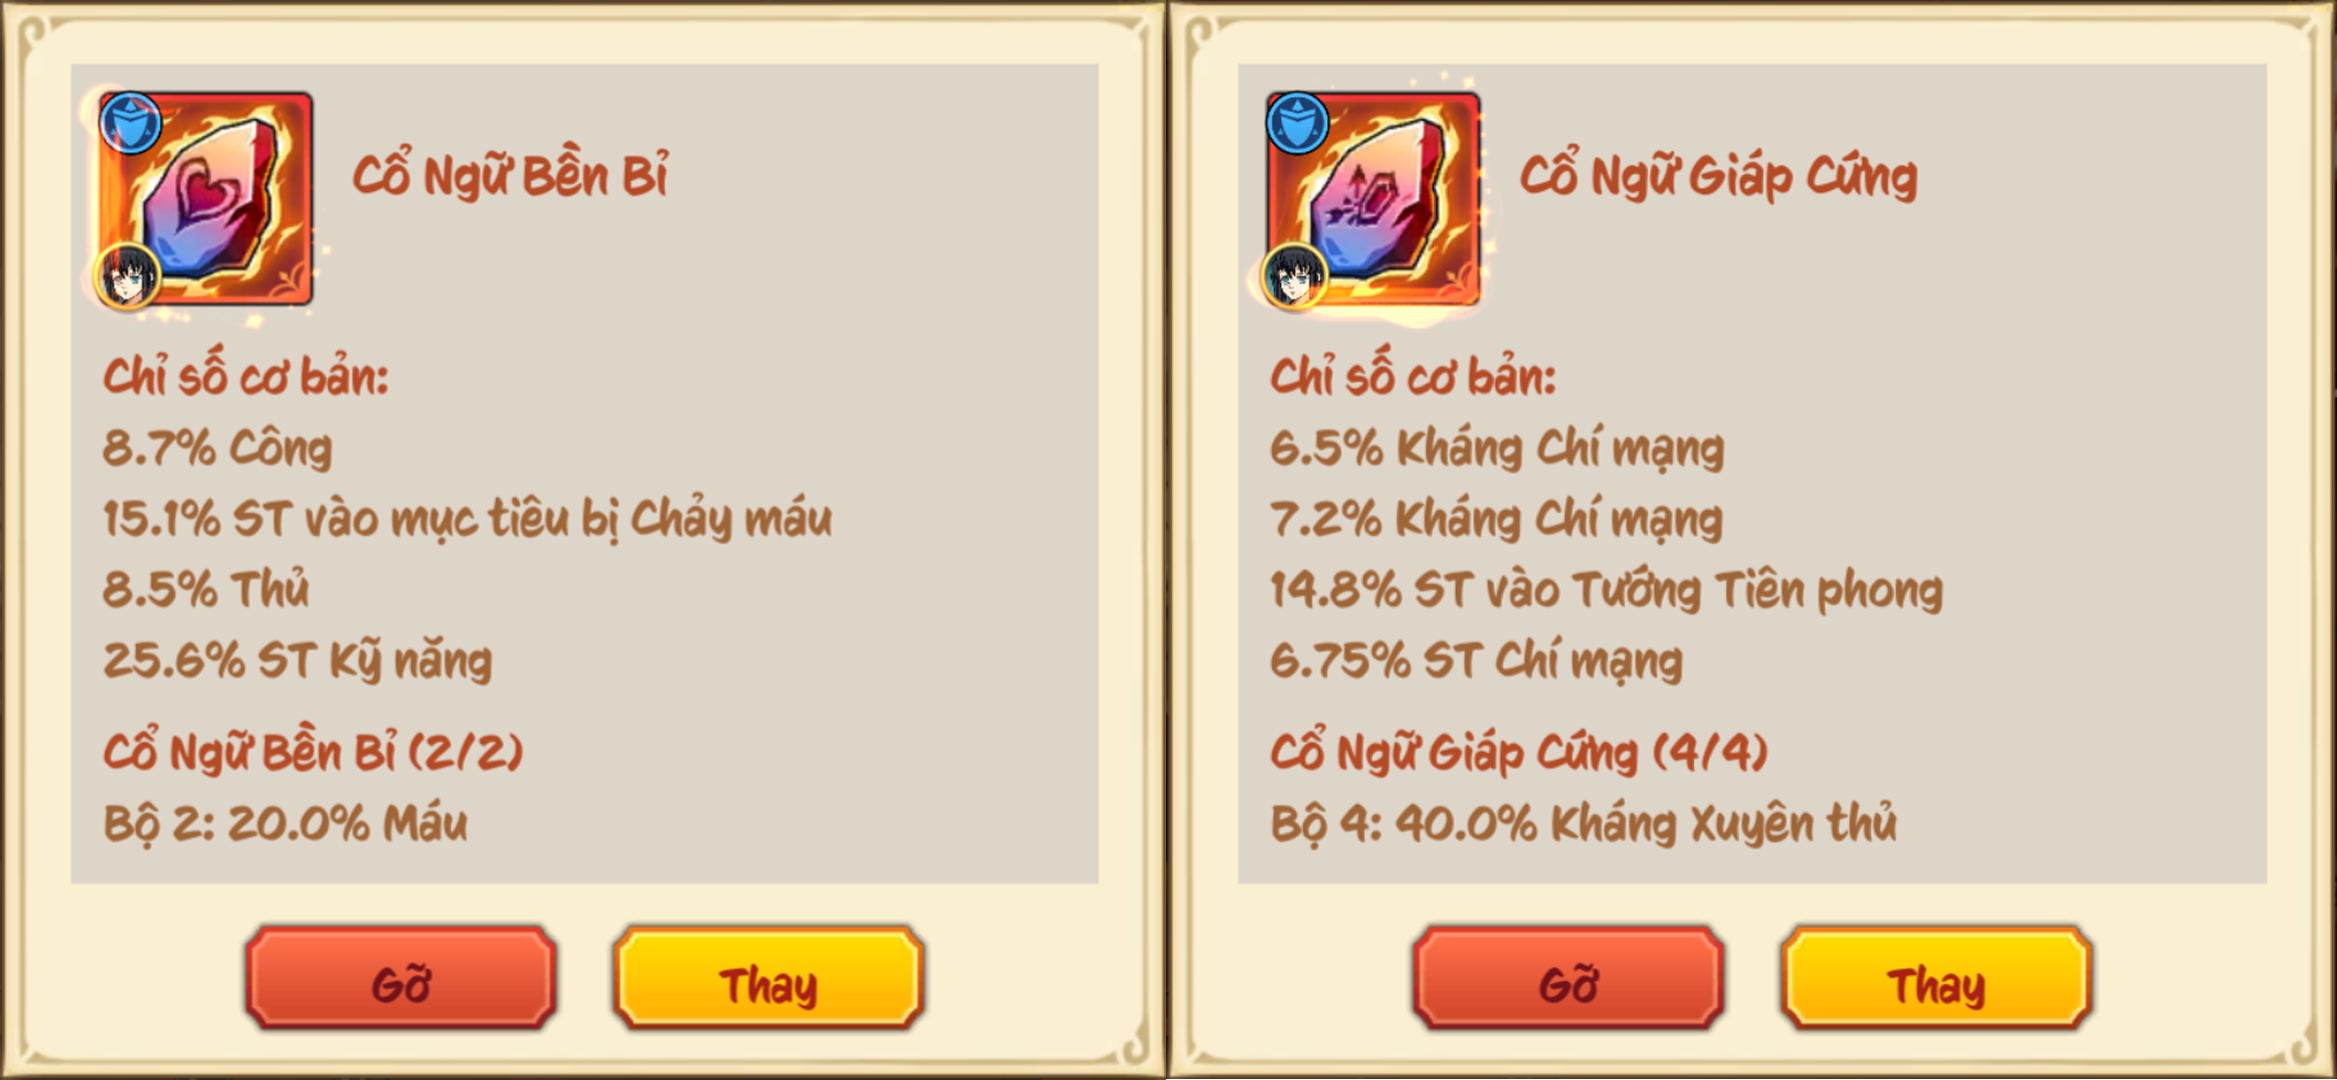 Cổ Ngữ Bền Bỉ
Chỉ số cơ bản:
8.7% Công
15.1% ST vào mục tiêu bị Chảy máu
8.5% Thủ
25.6% ST Kỹ năng
Cổ Ngữ Bền Bỉ (2/2)
Bộ 2: 20.0% Máu
Gỡ
Thay
Cổ Ngữ Giáp Cứng
Chỉ số cơ bản:
6.5% Kháng Chí mạng
7.2% Kháng Chí mạng
14.8% ST vào Tướng Tiên phong
6.75% ST Chí mạng
Cổ Ngữ Giáp Cứng (4/4)
Bộ 4: 40.0% Kháng Xuyên thủ
Gỡ
Thay